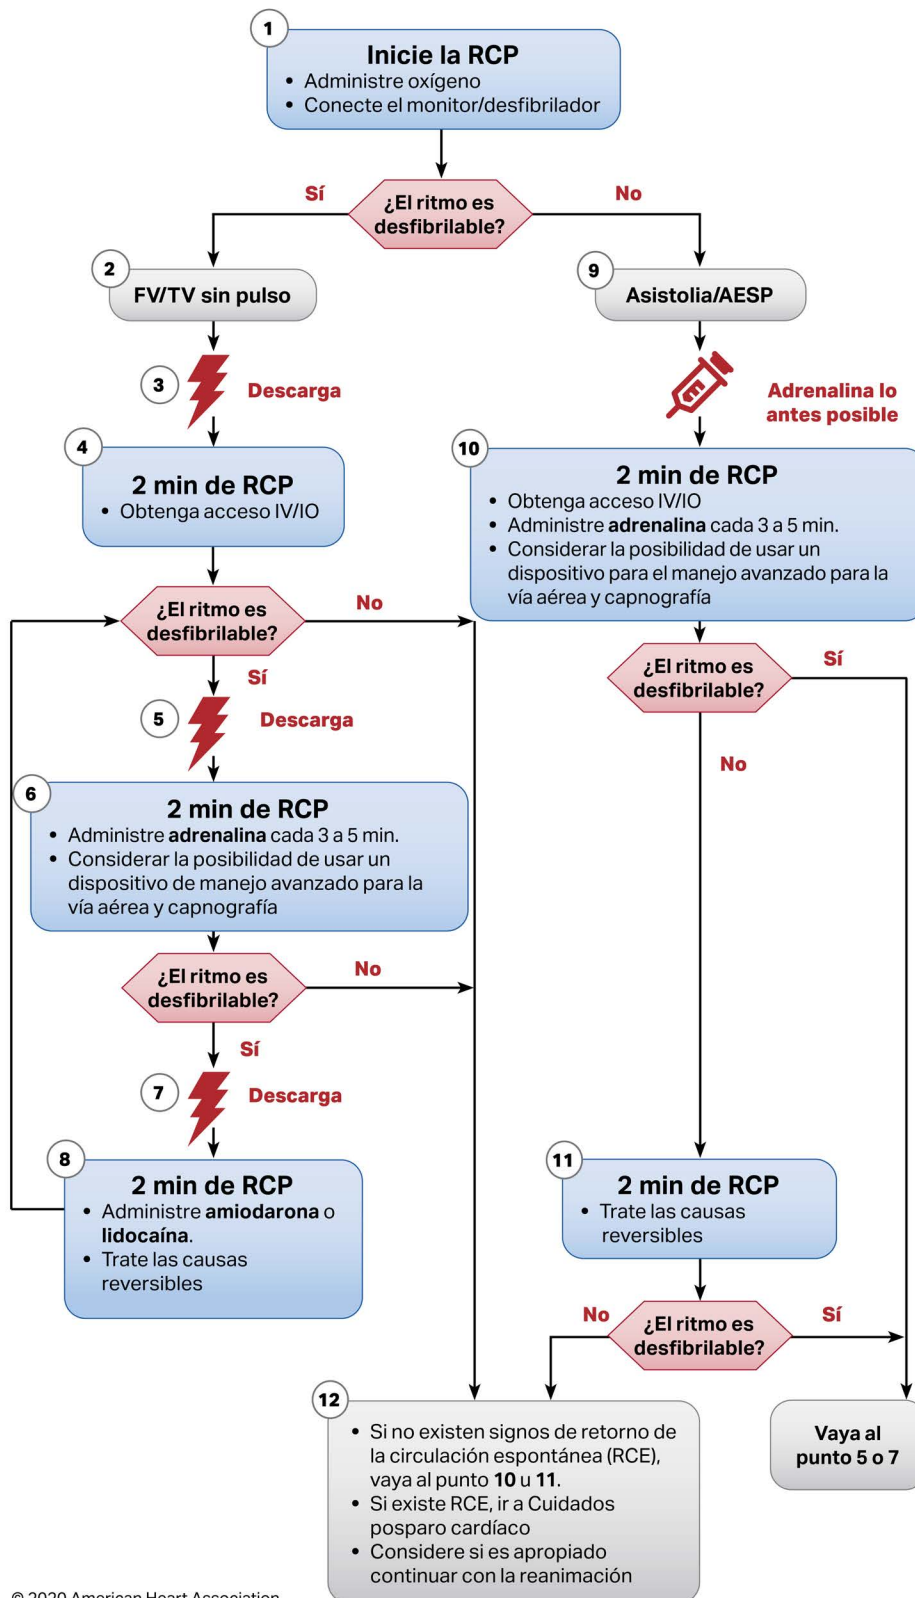 1
Inicie la RCP
• Administre oxígeno
• Conecte el monitor/desfibrilador
¿El ritmo es
desfibrilable?
Sí
No
2
FV/TV sin pulso
3
Descarga
4
2 min de RCP
• Obtenga acceso IV/IO
¿El ritmo es
desfibrilable?
No
Sí
5
Descarga
6
2 min de RCP
• Administre adrenalina cada 3 a 5 min.
• Considerar la posibilidad de usar un
dispositivo de manejo avanzado para la
vía aérea y capnografía
¿El ritmo es
desfibrilable?
No
Sí
7
Descarga
8
2 min de RCP
• Administre amiodarona o
lidocaína.
• Trate las causas
reversibles
9
Asistolia/AESP
Adrenalina lo
antes posible
10
2 min de RCP
• Obtenga acceso IV/IO
• Administre adrenalina cada 3 a 5 min.
• Considerar la posibilidad de usar un
dispositivo para el manejo avanzado para la
vía aérea y capnografía
¿El ritmo es
desfibrilable?
Sí
No
11
2 min de RCP
• Trate las causas
reversibles
¿El ritmo es
desfibrilable?
No
Sí
12
• Si no existen signos de retorno de
la circulación espontánea (RCE),
vaya al punto 10 u 11.
• Si existe RCE, ir a Cuidados
posparo cardíaco
• Considere si es apropiado
continuar con la reanimación
Vaya al
punto 5 o 7
© 2020 American Heart Association